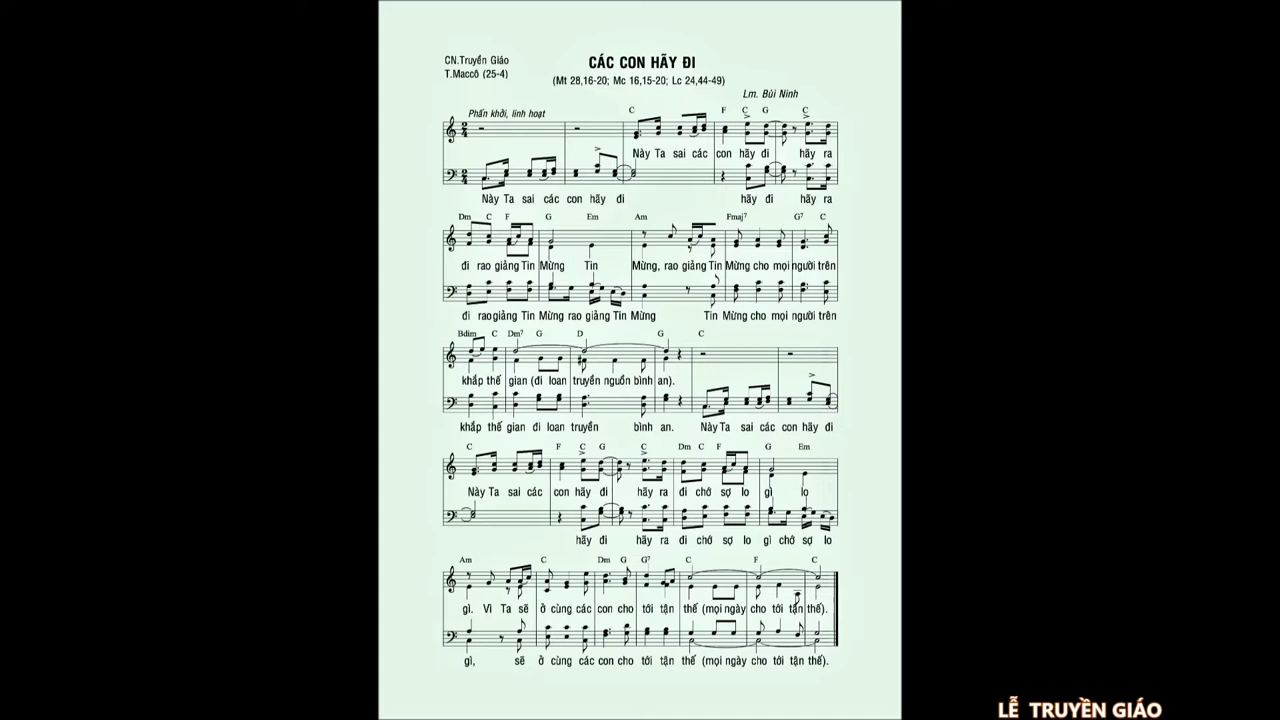 CN.Truyền Giáo
T.Maccô (25-4)
CÁC CON HÃY ĐI
(Mt 28,16-20; Mc 16,15-20; Lc 24,44-49)
Lm. Bùi Ninh
Phấn khởi, linh hoạt
C F C G C
Này Ta sai các con hãy đi hãy ra
Này Ta sai các con hãy đi hãy đi hãy ra
Dm C F G Em Am Fmaj7 G7 C
đi rao giảng Tin Mừng Tin Mừng, rao giảng Tin Mừng cho mọi người trên
đi rao giảng Tin Mừng rao giảng Tin Mừng Tin Mừng cho mọi người trên
Bdim C Dm7 G D G C
khắp thế gian (đi loan truyền nguồn bình an).
khắp thế gian đi loan truyền bình an. Này Ta sai các con hãy đi
C F C G C Dm C F G Em
Này Ta sai các con hãy đi hãy ra đi chớ sợ lo gì lo
hãy đi hãy ra đi chớ sợ lo gì chớ sợ lo
Am C Dm G G7 C F C
gì. Vì Ta sẽ ở cùng các con cho tới tận thế (mọi ngày cho tới tận thế).
gì, sẽ ở cùng các con cho tới tận thế (mọi ngày cho tới tận thế).
LỄ TRUYỀN GIÁO